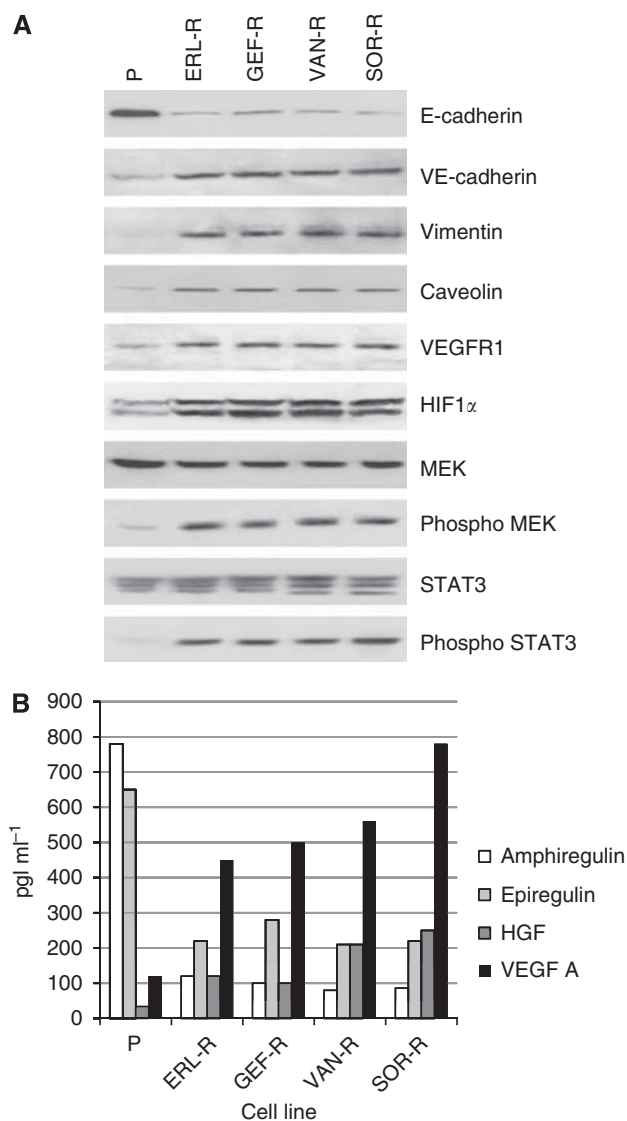 A
P ERL-R GEF-R VAN-R SOR-R
E-cadherin
VE-cadherin
Vimentin
Caveolin
VEGFR1
HIF1α
MEK
Phospho MEK
STAT3
Phospho STAT3
B
900
800
700
600
500
400
300
200
100
0
pgl ml⁻¹
Amphiregulin
Epiregulin
HGF
VEGF A
P ERL-R GEF-R VAN-R SOR-R
Cell line